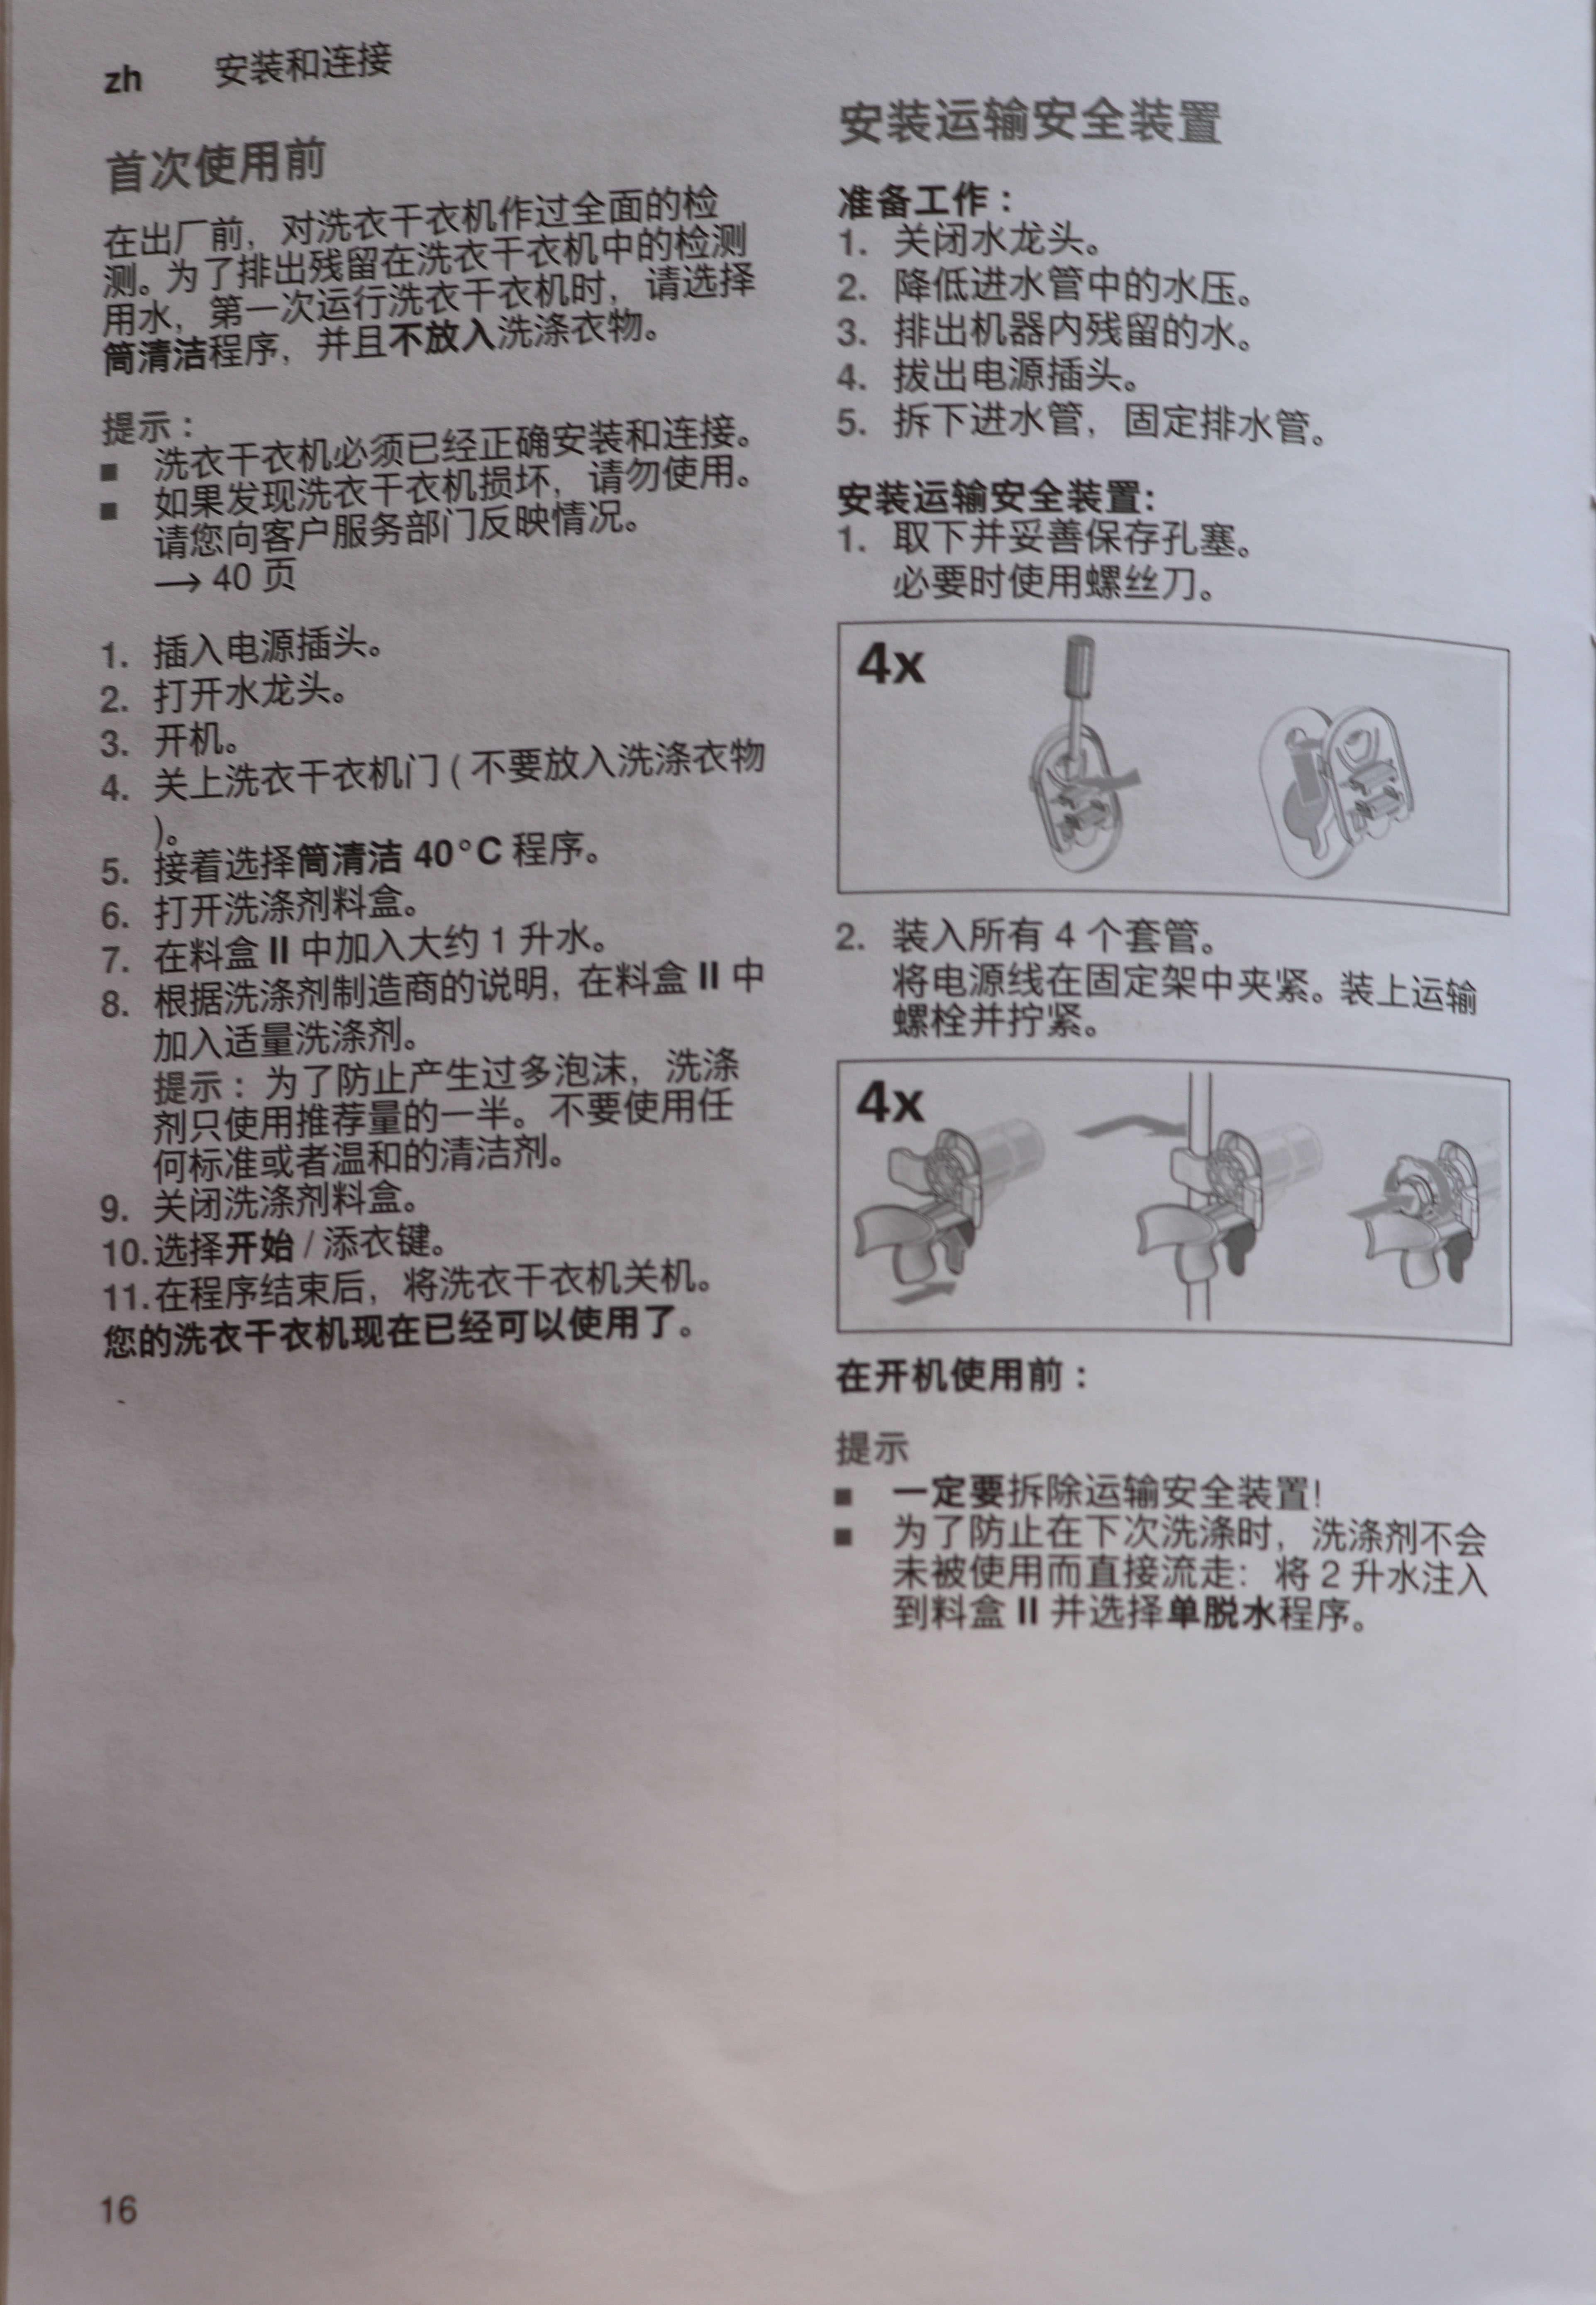 zh 安装和连接
首次使用前
在出厂前，对洗衣干衣机作过全面的检
测。为了排出残留在洗衣干衣机中的检测
用水，第一次运行洗衣干衣机时，请选择
筒清洁程序，并且不放入洗涤衣物。
提示：
■ 洗衣干衣机必须已经正确安装和连接。
■ 如果发现洗衣干衣机损坏，请勿使用。
请您向客户服务部门反映情况。
→ 40 页
1. 插入电源插头。
2. 打开水龙头。
3. 开机。
4. 关上洗衣干衣机门 ( 不要放入洗涤衣物
)。
5. 接着选择筒清洁 40°C 程序。
6. 打开洗涤剂料盒。
7. 在料盒 II 中加入大约 1 升水。
8. 根据洗涤剂制造商的说明，在料盒 II 中
加入适量洗涤剂。
提示：为了防止产生过多泡沫，洗涤
剂只使用推荐量的一半。不要使用任
何标准或者温和的清洁剂。
9. 关闭洗涤剂料盒。
10. 选择开始 / 添衣键。
11. 在程序结束后，将洗衣干衣机关机。
您的洗衣干衣机现在已经可以使用了。
安装运输安全装置
准备工作：
1. 关闭水龙头。
2. 降低进水管中的水压。
3. 排出机器内残留的水。
4. 拔出电源插头。
5. 拆下进水管，固定排水管。
安装运输安全装置：
1. 取下并妥善保存孔塞。
必要时使用螺丝刀。
4x
2. 装入所有 4 个套管。
将电源线在固定架中夹紧。装上运输
螺栓并拧紧。
4x
在开机使用前：
提示
■ 一定要拆除运输安全装置！
■ 为了防止在下次洗涤时，洗涤剂不会
未被使用而直接流走：将 2 升水注入
到料盒 II 并选择单脱水程序。
16